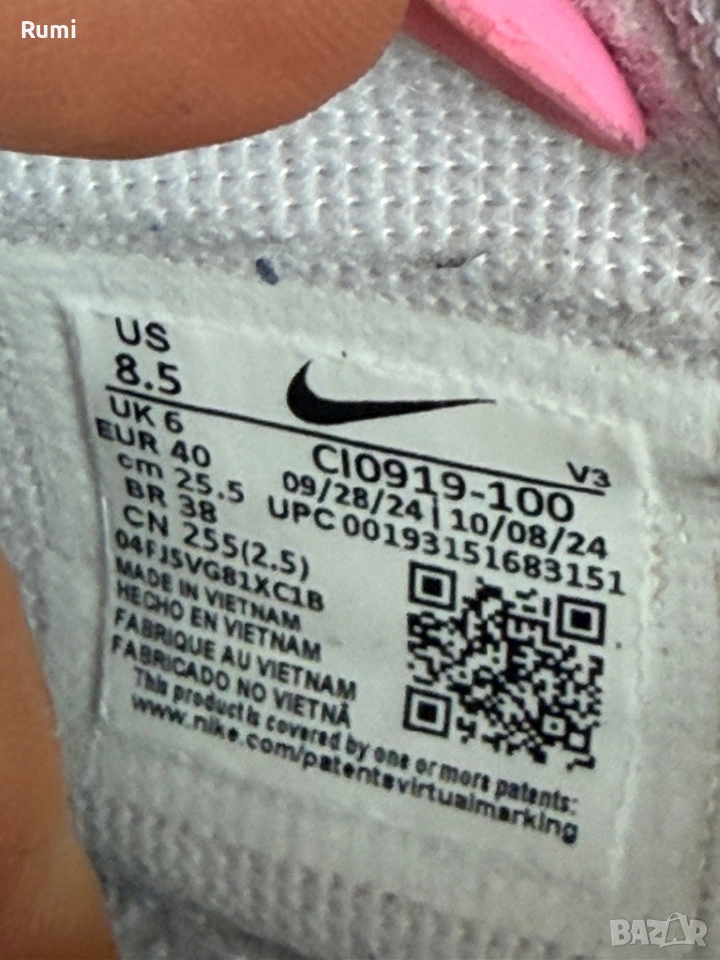 Rumi
US
8.5
UK 6
EUR 40
cm 25.5
BR 38
CN 255(2.5)
04FJ5VG81XC1B
V3
CI0919-100
09/28/24 | 10/08/24
UPC 00193151683151
MADE IN VIETNAM
HECHO EN VIETNAM
FABRIQUE AU VIETNAM
FABRICADO NO VIETNÃ
This product is covered by one or more patents:
www.nike.com/patentsvirtualmarking
BAZAR